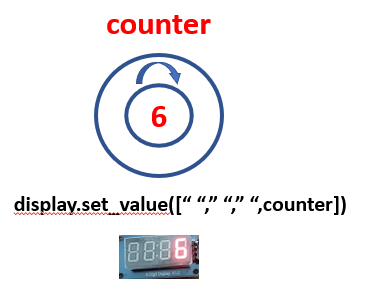 counter
6
display.set_value([“ “,” “,” “,counter])
6